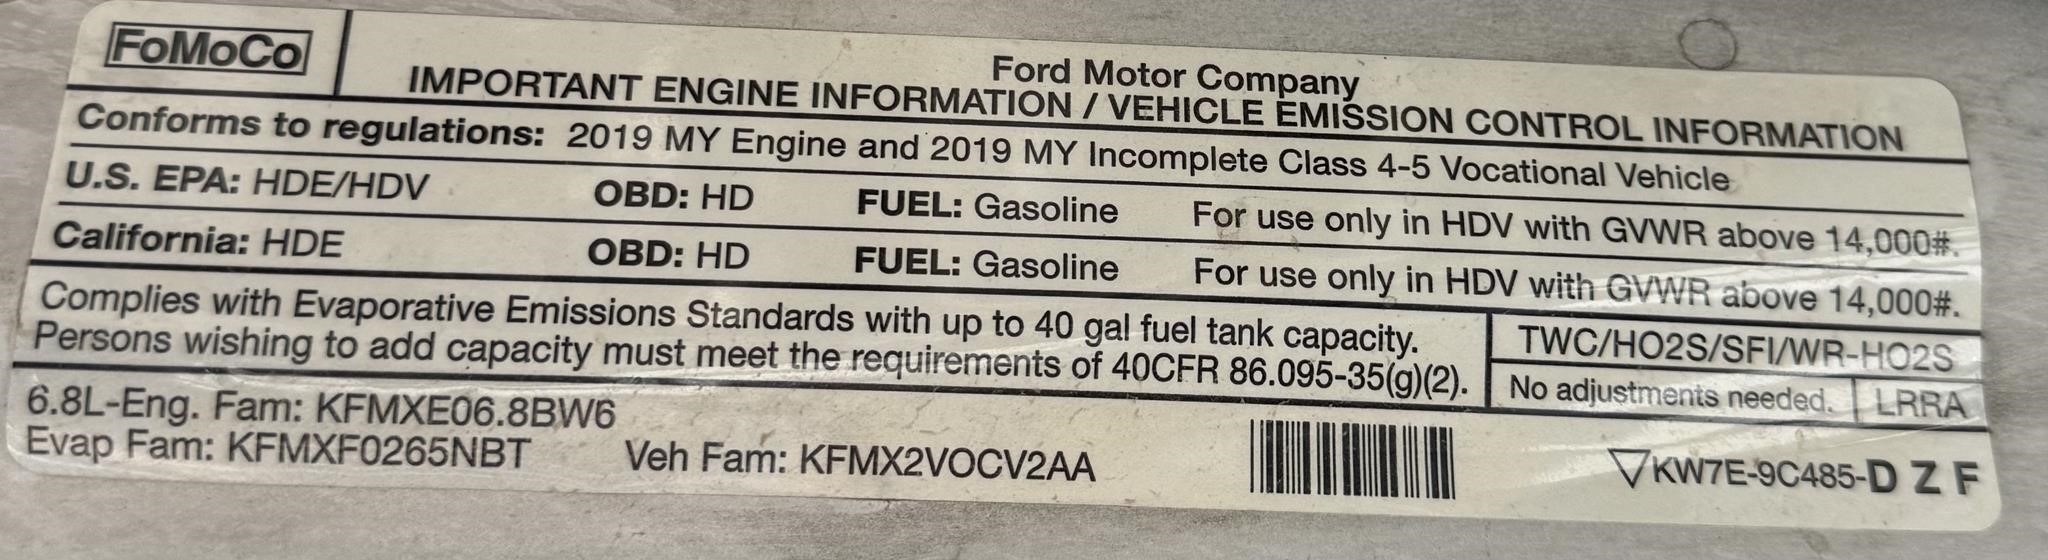 FoMoCo
Ford Motor Company
IMPORTANT ENGINE INFORMATION / VEHICLE EMISSION CONTROL INFORMATION
Conforms to regulations: 2019 MY Engine and 2019 MY Incomplete Class 4-5 Vocational Vehicle
U.S. EPA: HDE/HDV OBD: HD FUEL: Gasoline For use only in HDV with GVWR above 14,000#.
California: HDE OBD: HD FUEL: Gasoline For use only in HDV with GVWR above 14,000#.
Complies with Evaporative Emissions Standards with up to 40 gal fuel tank capacity.
Persons wishing to add capacity must meet the requirements of 40CFR 86.095-35(g)(2).
TWC/HO2S/SFI/WR-HO2S
No adjustments needed. LRRA
6.8L-Eng. Fam: KFMXE06.8BW6
Evap Fam: KFMXF0265NBT Veh Fam: KFMX2VOCV2AA
▽KW7E-9C485-D Z F